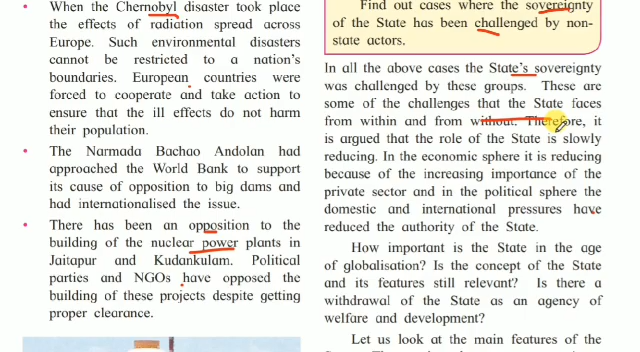 When the Chernobyl disaster took place
the effects of radiation spread across
Europe. Such environmental disasters
cannot be restricted to a nation's
boundaries. European countries were
forced to cooperate and take action to
ensure that the ill effects do not harm
their population.
The Narmada Bachao Andolan had
approached the World Bank to support
its cause of opposition to big dams and
had internationalised the issue.
There has been an opposition to the
building of the nuclear power plants in
Jaitapur and Kudankulam. Political
parties and NGOs have opposed the
building of these projects despite getting
proper clearance.
Find out cases where the sovereignty
of the State has been challenged by non-
state actors.
In all the above cases the State's sovereignty
was challenged by these groups. These are
some of the challenges that the State faces
from within and from without. Therefore, it
is argued that the role of the State is slowly
reducing. In the economic sphere it is reducing
because of the increasing importance of the
private sector and in the political sphere the
domestic and international pressures have
reduced the authority of the State.
How important is the State in the age
of globalisation? Is the concept of the State
and its features still relevant? Is there a
withdrawal of the State as an agency of
welfare and development?
Let us look at the main features of the